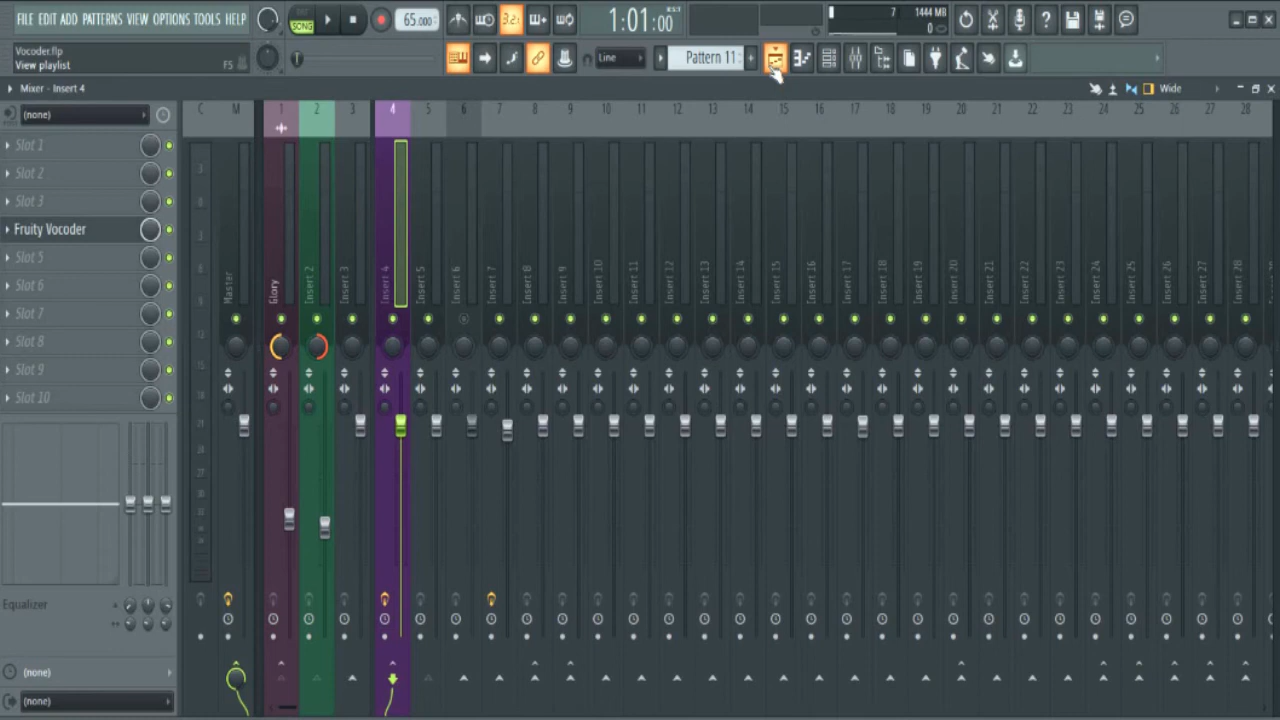 FILE EDIT ADD PATTERNS VIEW OPTIONS TOOLS HELP
PAT
SONG
65.000
3.2x
1:01:00
B:S:T
7
1444 MB
0
Vocoder.flp
View playlist
F5
Line
Pattern 11
Mixer - Insert 4
Wide
(none)
C M 1 2 3 4 5 6 7 8 9 10 11 12 13 14 15 16 17 18 19 20 21 22 23 24 25 26 27 28
Slot 1
Slot 2
Slot 3
Fruity Vocoder
Slot 5
Slot 6
Slot 7
Slot 8
Slot 9
Slot 10
Master
Glory
Insert 2
Insert 3
Insert 4
Insert 5
Insert 6
Insert 7
Insert 8
Insert 9
Insert 10
Insert 11
Insert 12
Insert 13
Insert 14
Insert 15
Insert 16
Insert 17
Insert 18
Insert 19
Insert 20
Insert 21
Insert 22
Insert 23
Insert 24
Insert 25
Insert 26
Insert 27
Insert 28
Equalizer
(none)
(none)